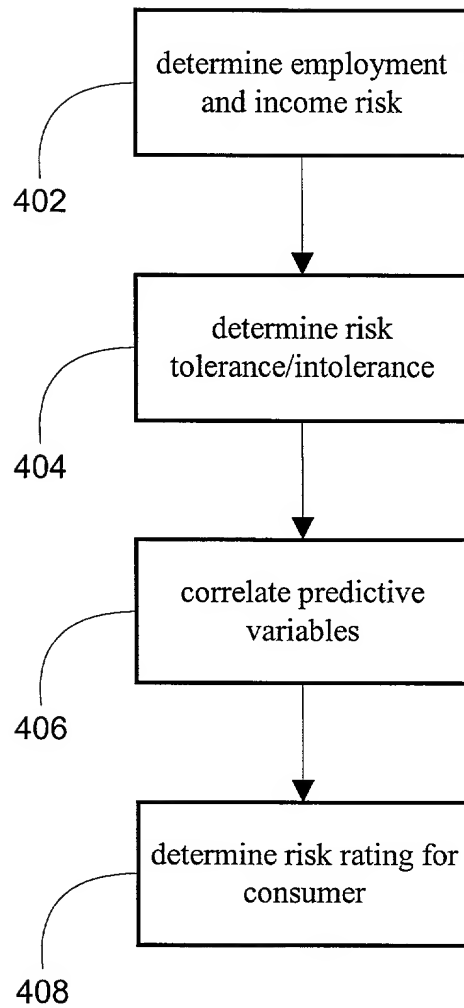 determine employment
and income risk
402
determine risk
tolerance/intolerance
404
correlate predictive
variables
406
determine risk rating for
consumer
408